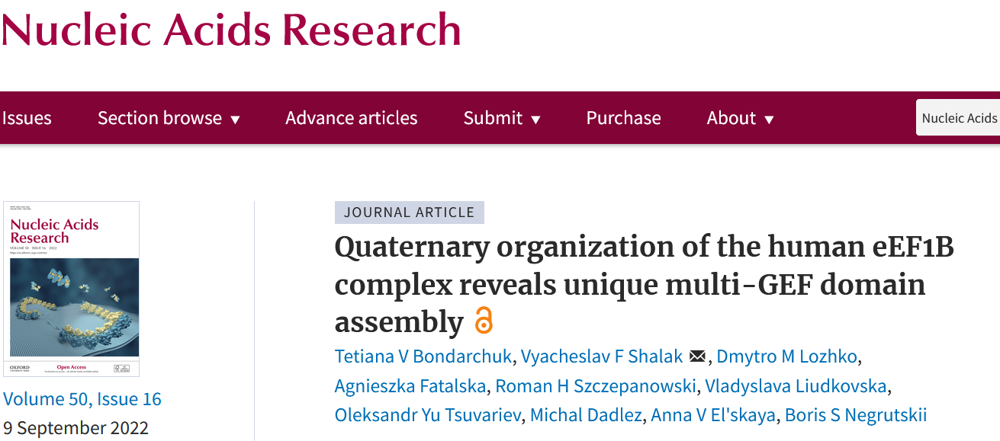 Nucleic Acids Research
Issues Section browse ▼ Advance articles Submit ▼ Purchase About ▼ Nucleic Acids
Nucleic Acids
Research
VOLUME 50 ISSUE 16 2022
OXFORD Open Access
Volume 50, Issue 16
9 September 2022
JOURNAL ARTICLE
Quaternary organization of the human eEF1B
complex reveals unique multi-GEF domain
assembly
Tetiana V Bondarchuk, Vyacheslav F Shalak , Dmytro M Lozhko,
Agnieszka Fatalska, Roman H Szczepanowski, Vladyslava Liudkovska,
Oleksandr Yu Tsuvariev, Michal Dadlez, Anna V El'skaya, Boris S Negrutskii